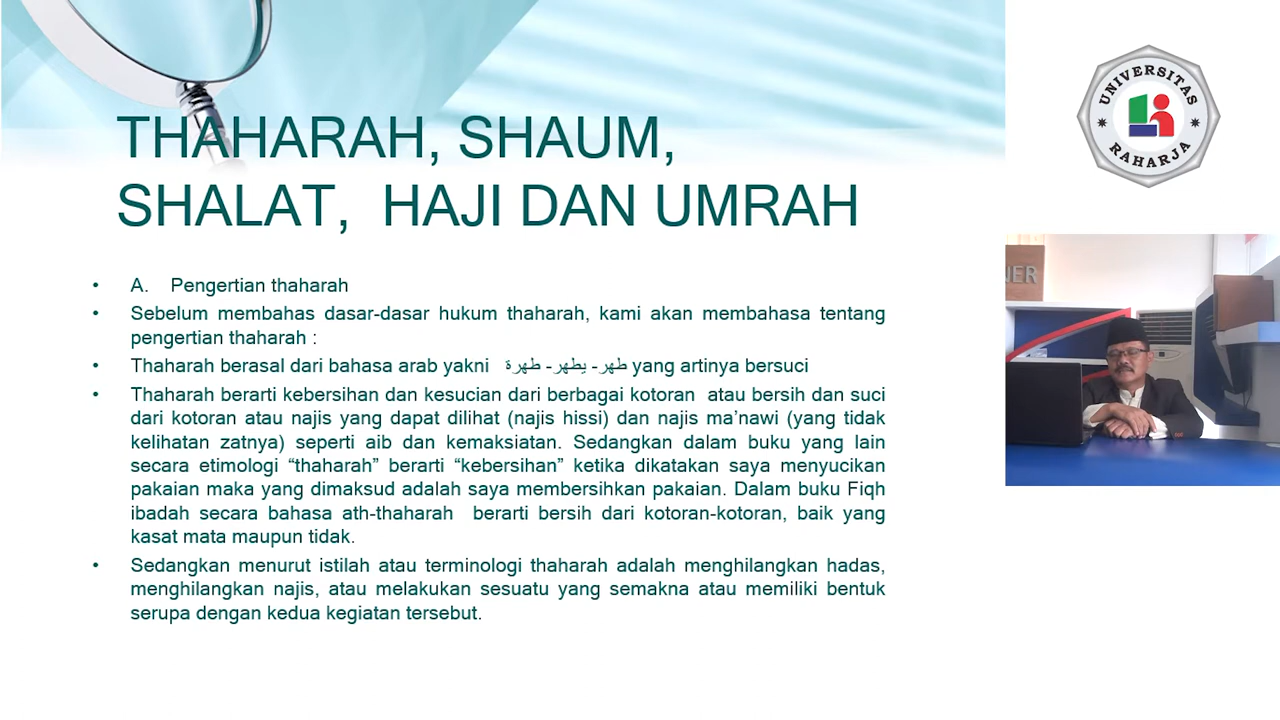 THAHARAH, SHAUM,
SHALAT, HAJI DAN UMRAH
• A. Pengertian thaharah
• Sebelum membahas dasar-dasar hukum thaharah, kami akan membahasa tentang
pengertian thaharah :
• Thaharah berasal dari bahasa arab yakni طهر- يطهر- طهرة yang artinya bersuci
• Thaharah berarti kebersihan dan kesucian dari berbagai kotoran atau bersih dan suci
dari kotoran atau najis yang dapat dilihat (najis hissi) dan najis ma’nawi (yang tidak
kelihatan zatnya) seperti aib dan kemaksiatan. Sedangkan dalam buku yang lain
secara etimologi “thaharah” berarti “kebersihan” ketika dikatakan saya menyucikan
pakaian maka yang dimaksud adalah saya membersihkan pakaian. Dalam buku Fiqh
ibadah secara bahasa ath-thaharah berarti bersih dari kotoran-kotoran, baik yang
kasat mata maupun tidak.
• Sedangkan menurut istilah atau terminologi thaharah adalah menghilangkan hadas,
menghilangkan najis, atau melakukan sesuatu yang semakna atau memiliki bentuk
serupa dengan kedua kegiatan tersebut.
UNIVERSITAS
RAHARJA
NER